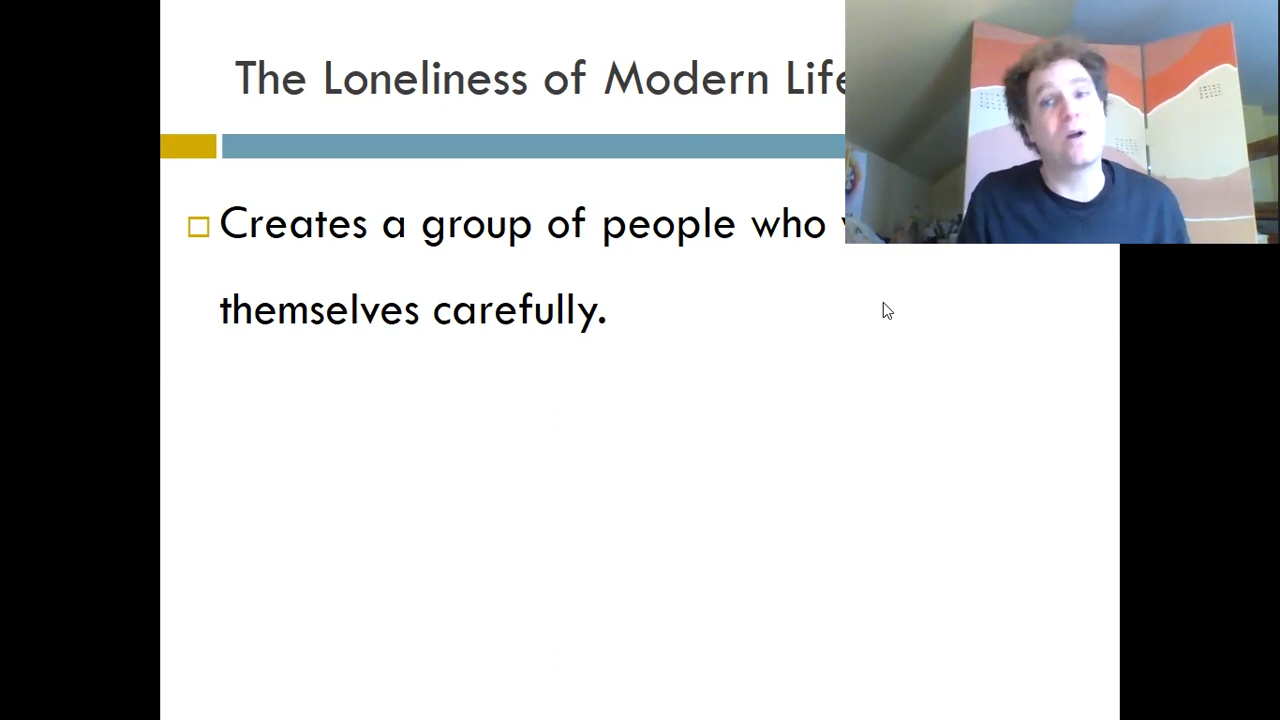 The Loneliness of Modern Life
Creates a group of people who
themselves carefully.